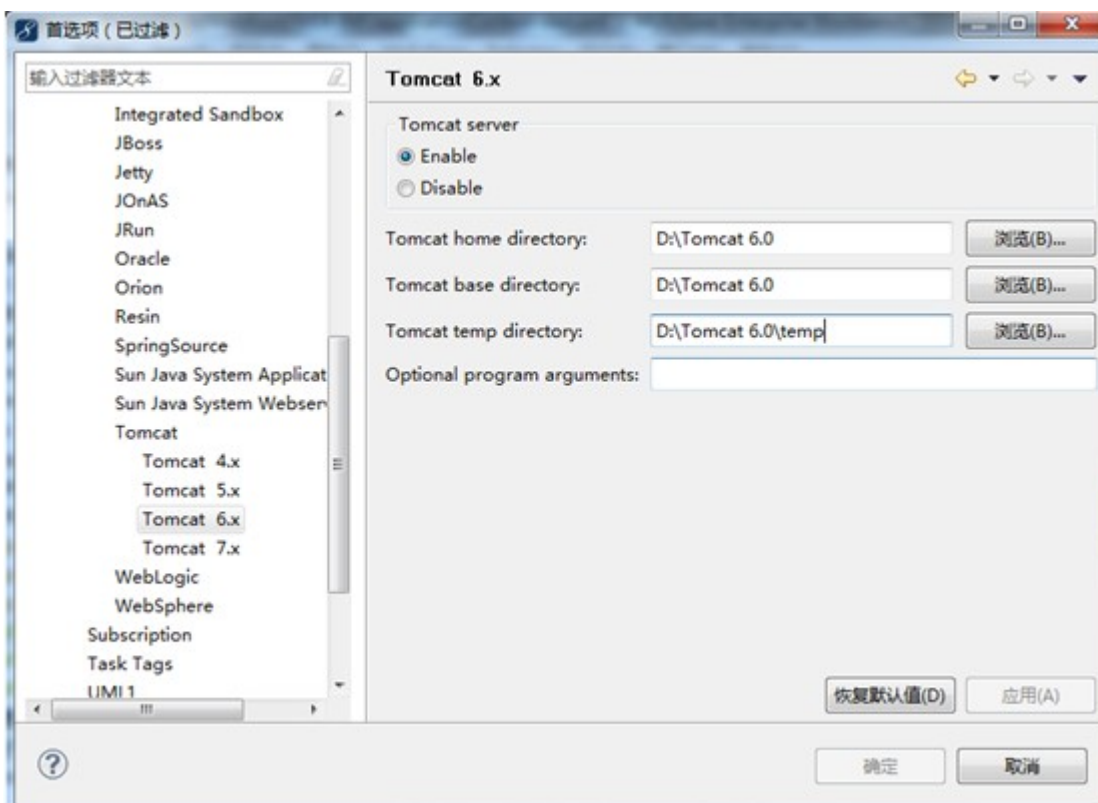 首选项（已过滤）
输入过滤器文本
Integrated Sandbox
JBoss
Jetty
JOnAS
JRun
Oracle
Orion
Resin
SpringSource
Sun Java System Applicat
Sun Java System Webserv
Tomcat
Tomcat 4.x
Tomcat 5.x
Tomcat 6.x
Tomcat 7.x
WebLogic
WebSphere
Subscription
Task Tags
UML1
Tomcat 6.x
Tomcat server
Enable
Disable
Tomcat home directory: D:\Tomcat 6.0 浏览(B)...
Tomcat base directory: D:\Tomcat 6.0 浏览(B)...
Tomcat temp directory: D:\Tomcat 6.0\temp 浏览(B)...
Optional program arguments:
恢复默认值(D) 应用(A)
确定 取消